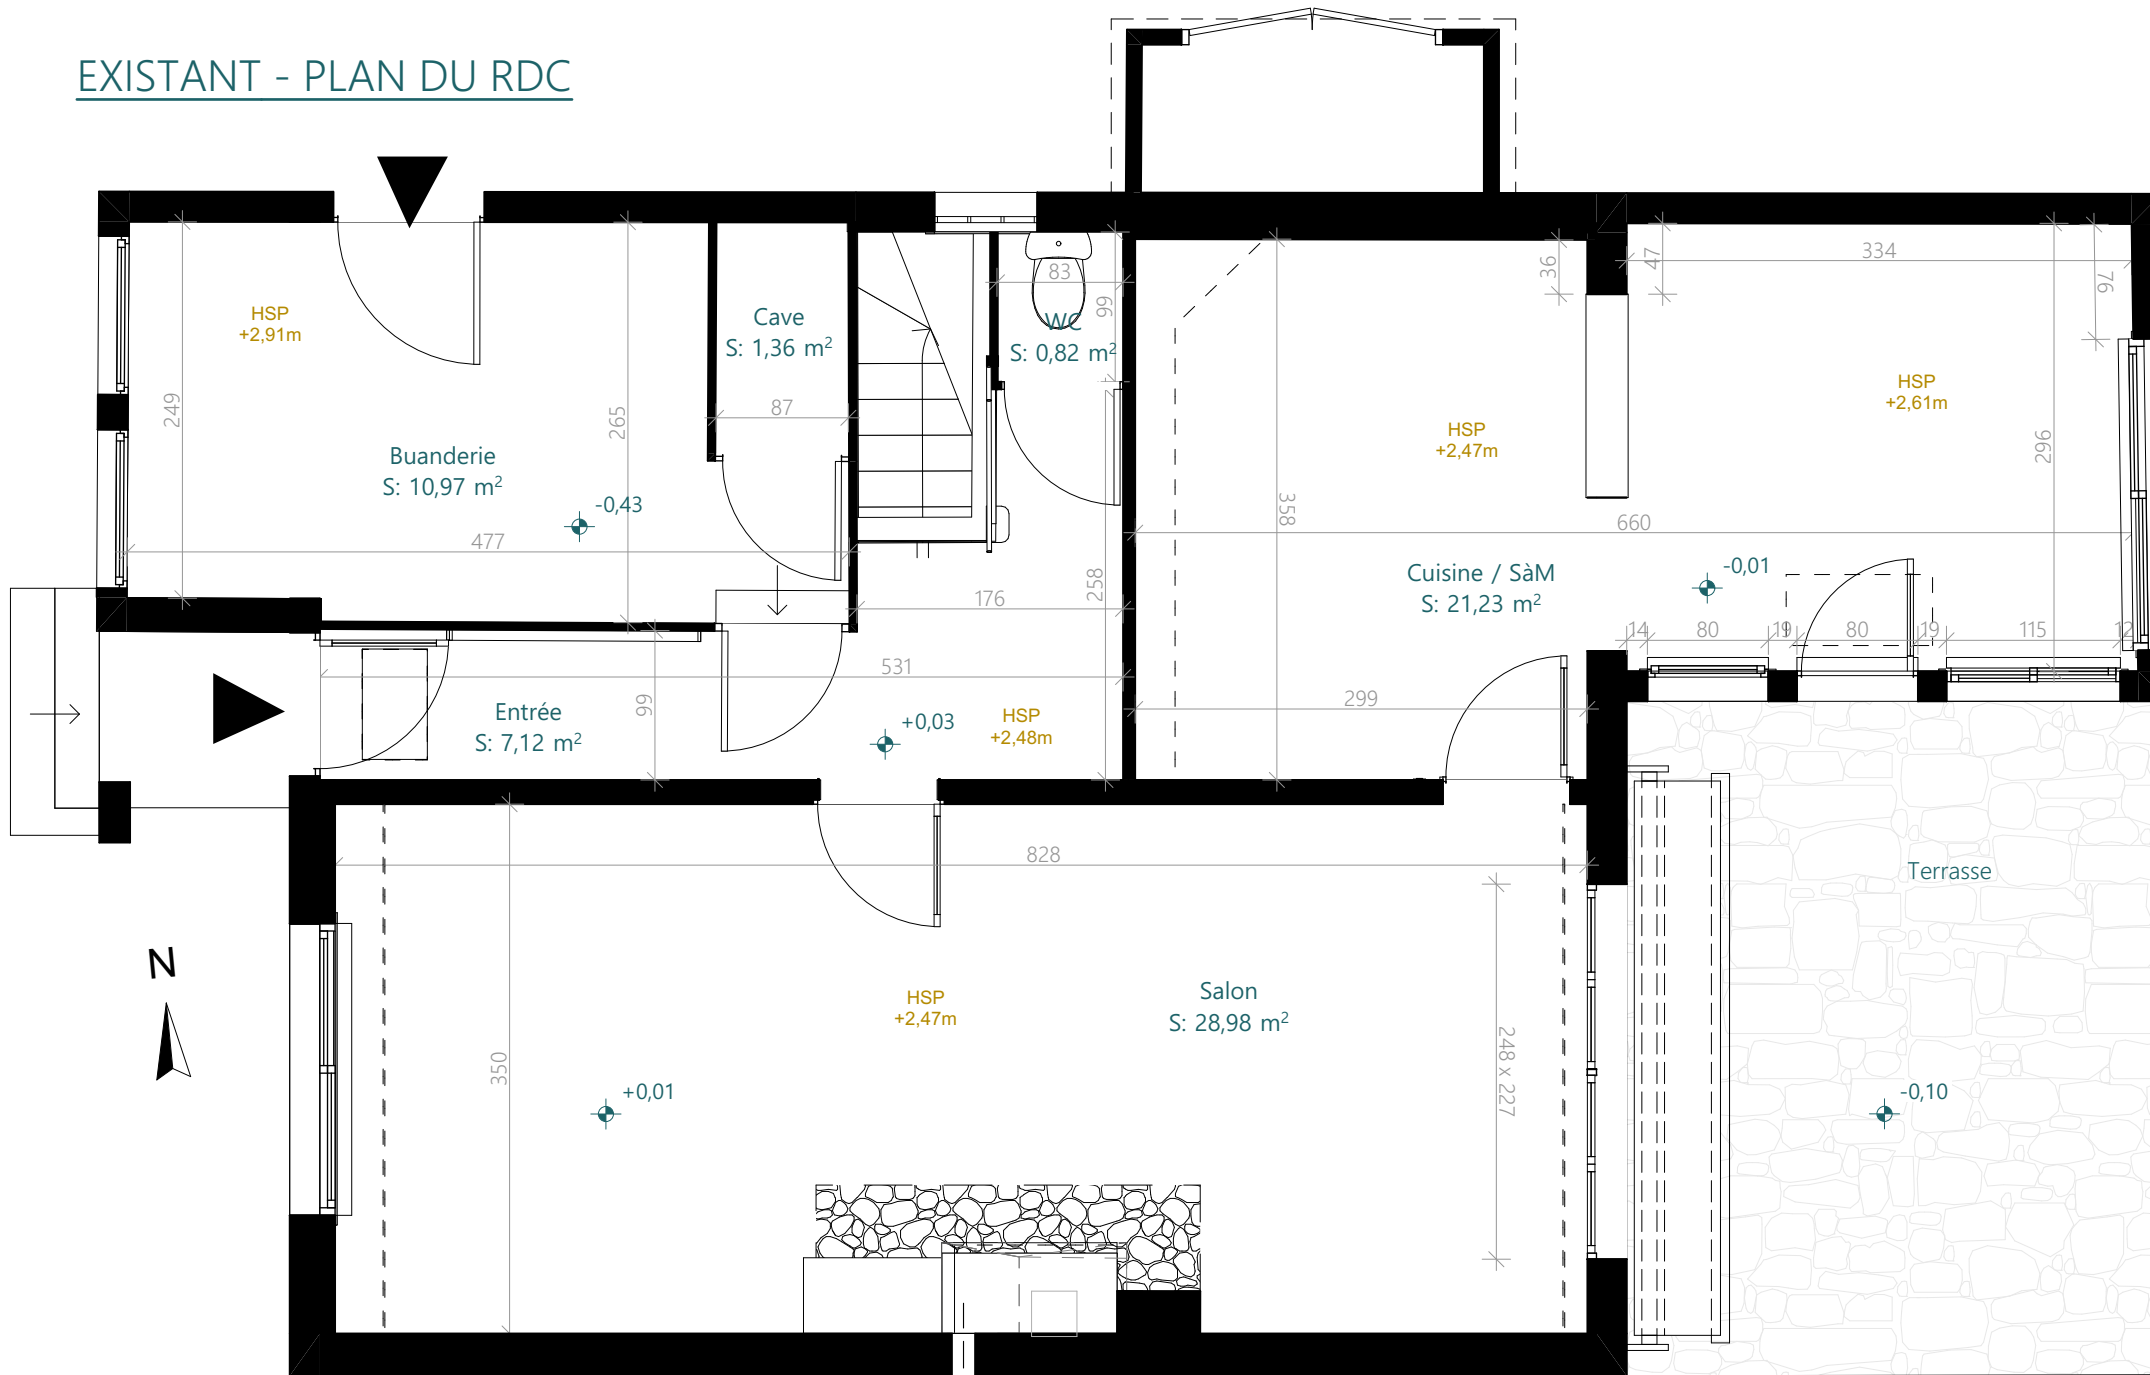 EXISTANT - PLAN DU RDC
HSP
+2,91m
249
265
Buanderie
S: 10,97 m²
-0,43
477
Cave
S: 1,36 m²
87
83
99
WC
S: 0,82 m²
258
176
36
47
334
76
HSP
+2,47m
HSP
+2,61m
296
358
660
Cuisine / SàM
S: 21,23 m²
-0,01
14
80
19
80
19
115
12
299
531
99
Entrée
S: 7,12 m²
+0,03
HSP
+2,48m
828
N
350
HSP
+2,47m
Salon
S: 28,98 m²
+0,01
248 x 227
Terrasse
-0,10